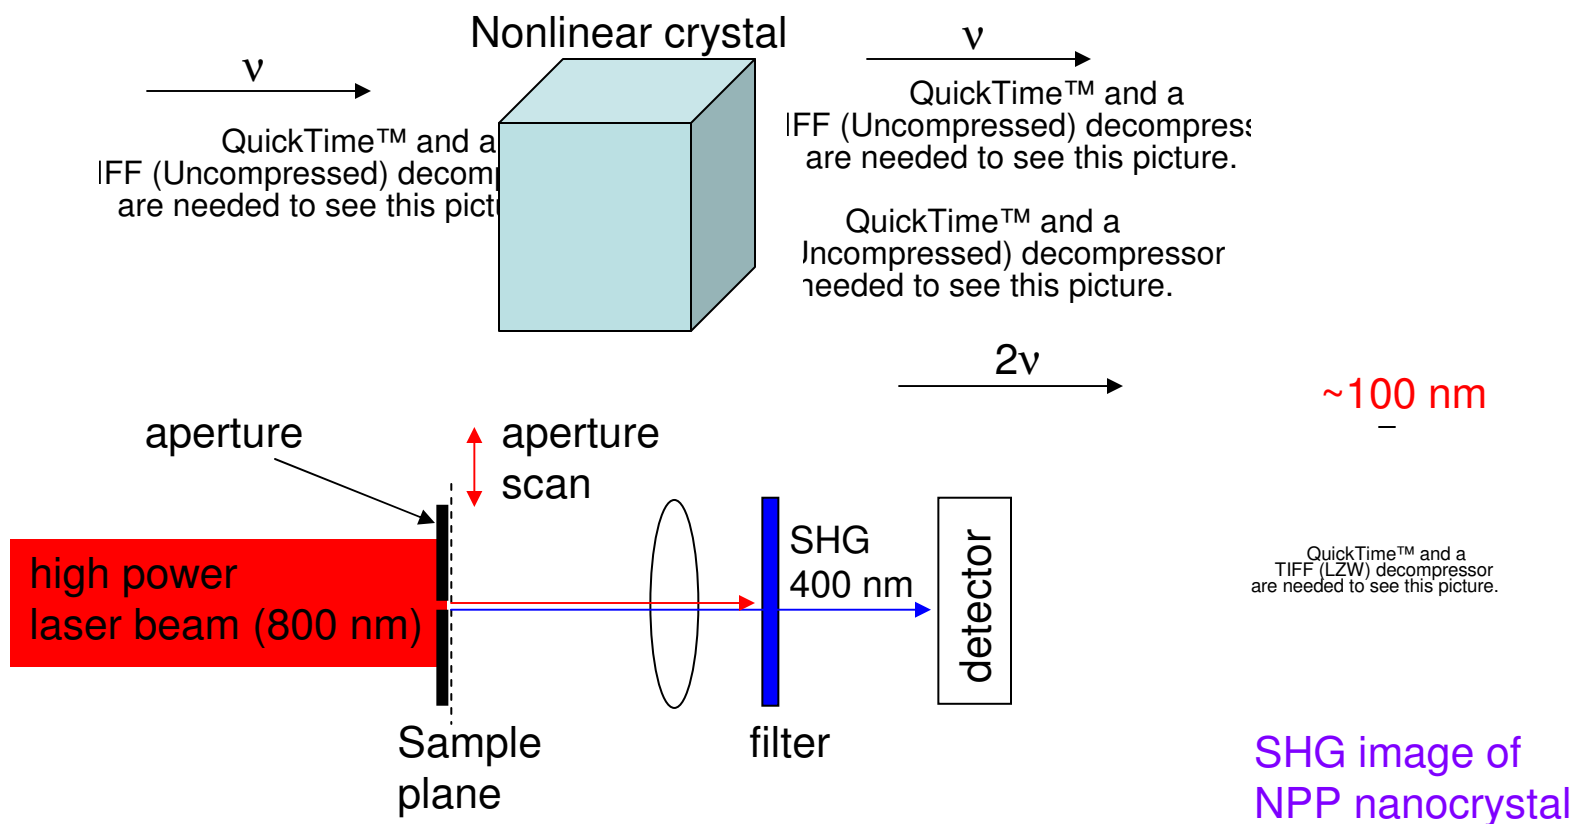 Nonlinear crystal
ν
ν
QuickTime™ and a
IFF (Uncompressed) decom
are needed to see this pict
QuickTime™ and a
IFF (Uncompressed) decompress
are needed to see this picture.
QuickTime™ and a
Uncompressed) decompressor
needed to see this picture.
2ν
~100 nm
aperture
aperture
scan
high power
laser beam (800 nm)
SHG
400 nm
detector
QuickTime™ and a
TIFF (LZW) decompressor
are needed to see this picture.
Sample
plane
filter
SHG image of
NPP nanocrystal